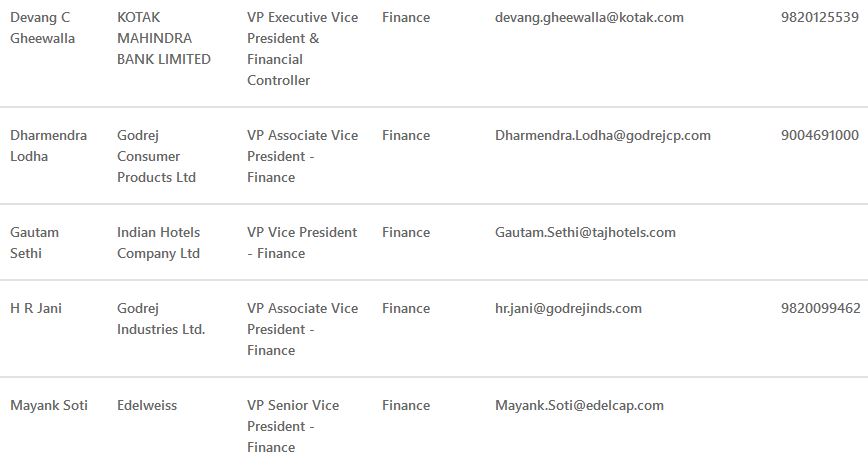 Devang C KOTAK VP Executive Vice Finance devang.gheewalla@kotak.com 9820125539
Gheewalla MAHINDRA President &
BANK LIMITED Financial
Controller
Dharmendra Godrej VP Associate Vice Finance Dharmendra.Lodha@godrejcp.com 9004691000
Lodha Consumer President -
Products Ltd Finance
Gautam Indian Hotels VP Vice President Finance Gautam.Sethi@tajhotels.com
Sethi Company Ltd - Finance
H R Jani Godrej VP Associate Vice Finance hr.jani@godrejinds.com 9820099462
Industries Ltd. President -
Finance
Mayank Soti Edelweiss VP Senior Vice Finance Mayank.Soti@edelcap.com
President -
Finance